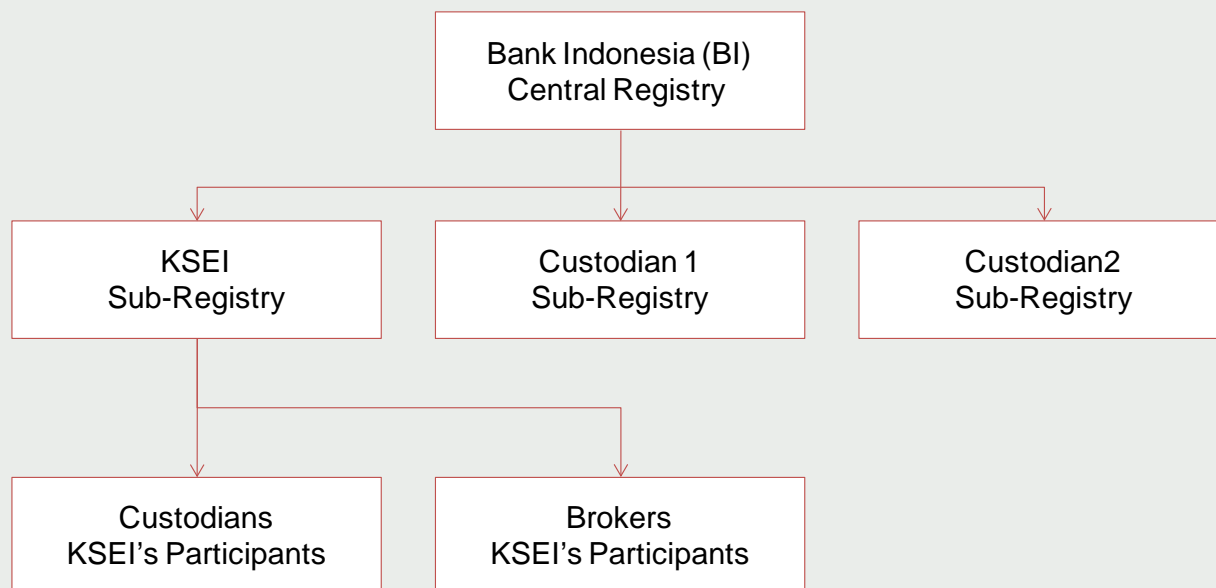 Bank Indonesia (BI)
Central Registry
KSEI
Sub-Registry
Custodian 1
Sub-Registry
Custodian2
Sub-Registry
Custodians
KSEI’s Participants
Brokers
KSEI’s Participants